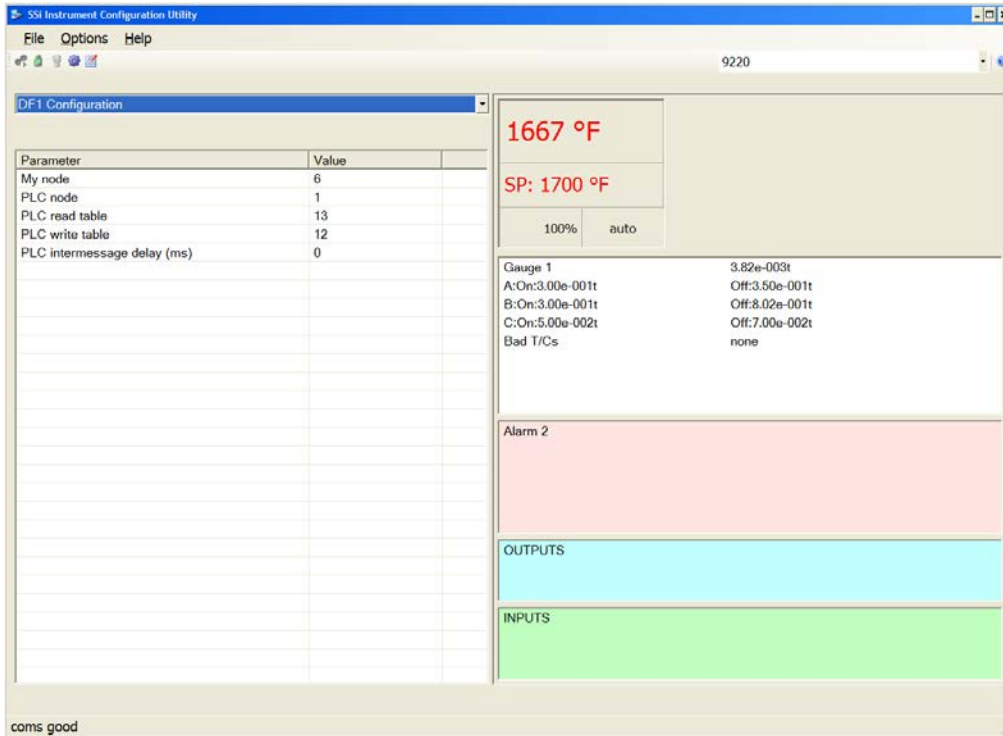 SSi Instrument Configuration Utility
File Options Help
9220
DF1 Configuration
Parameter Value
My node 6
PLC node 1
PLC read table 13
PLC write table 12
PLC intermessage delay (ms) 0
1667 °F
SP: 1700 °F
100% auto
Gauge 1 3.82e-003t
A:On:3.00e-001t Off:3.50e-001t
B:On:3.00e-001t Off:8.02e-001t
C:On:5.00e-002t Off:7.00e-002t
Bad T/Cs none
Alarm 2
OUTPUTS
INPUTS
coms good